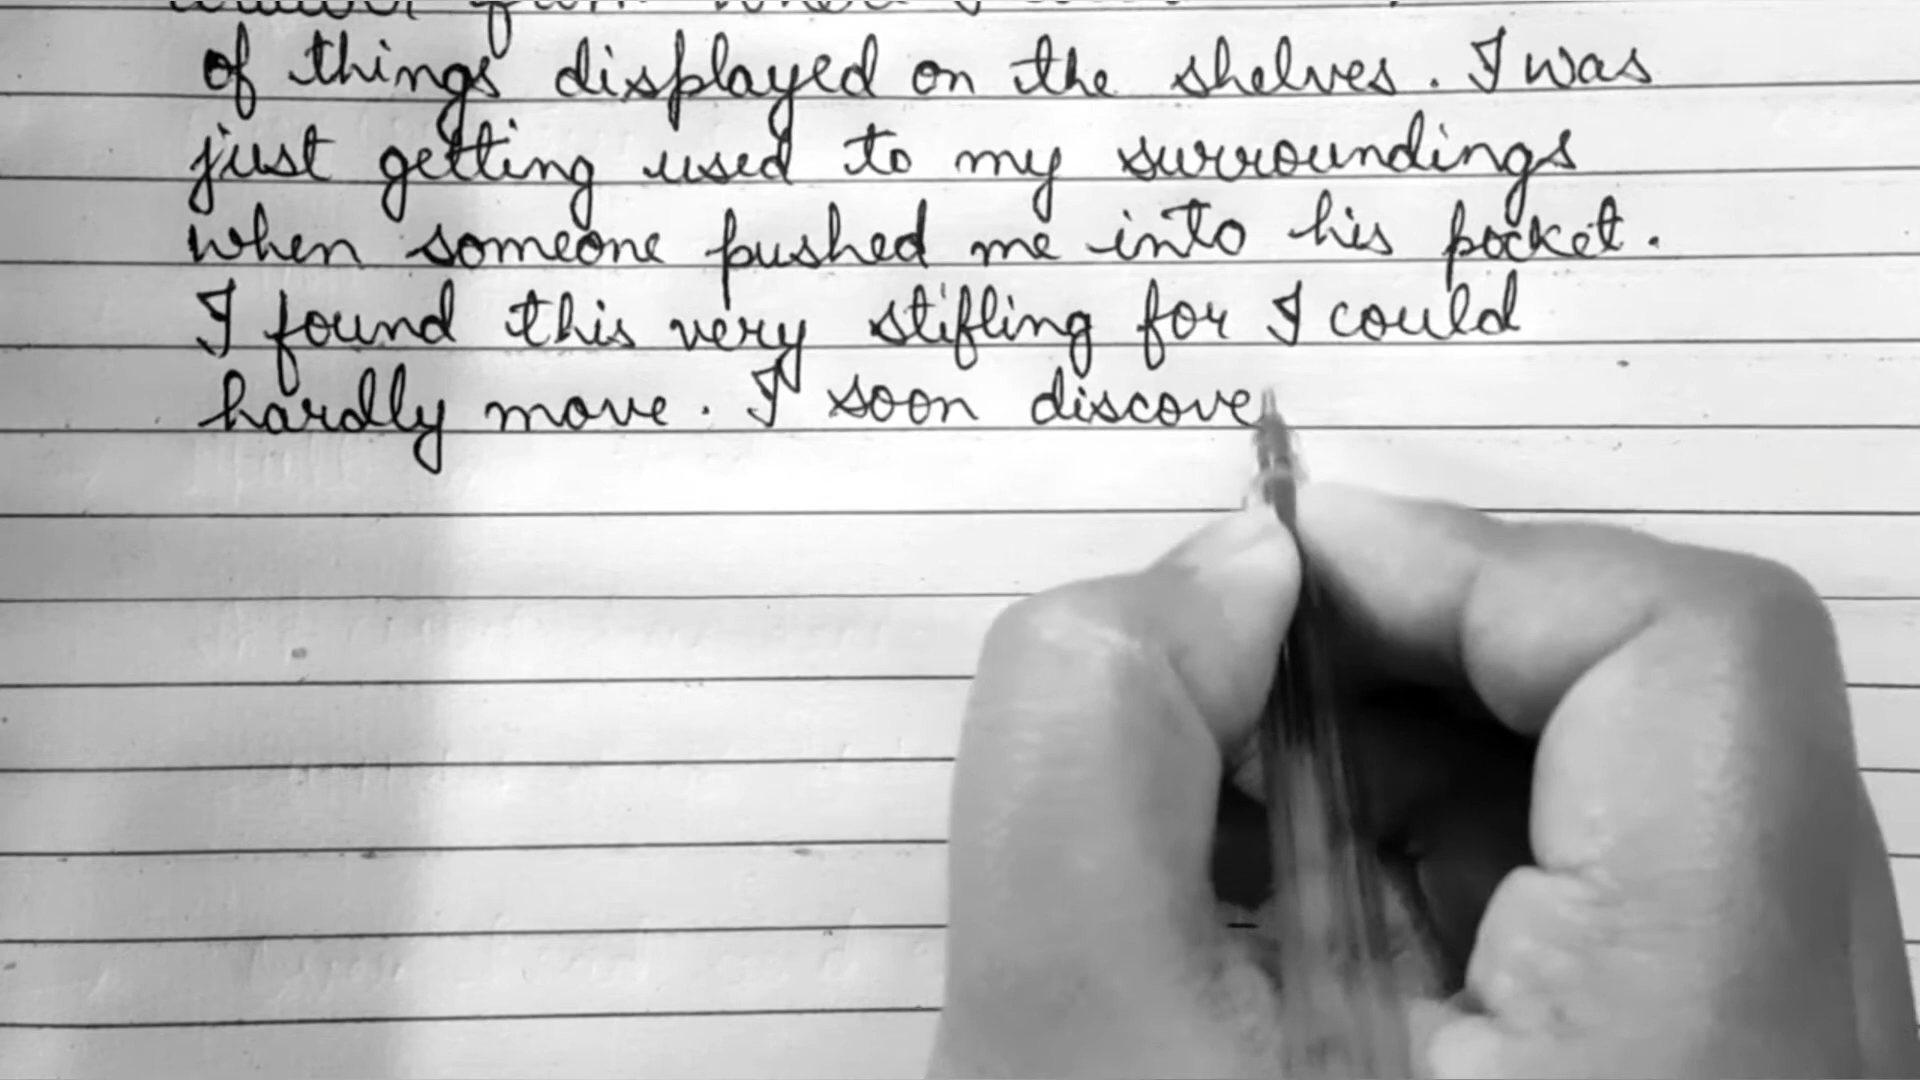 of things displayed on the shelves. I was
just getting used to my surroundings
when someone pushed me into his pocket.
I found this very stifling for I could
hardly move. I soon discove